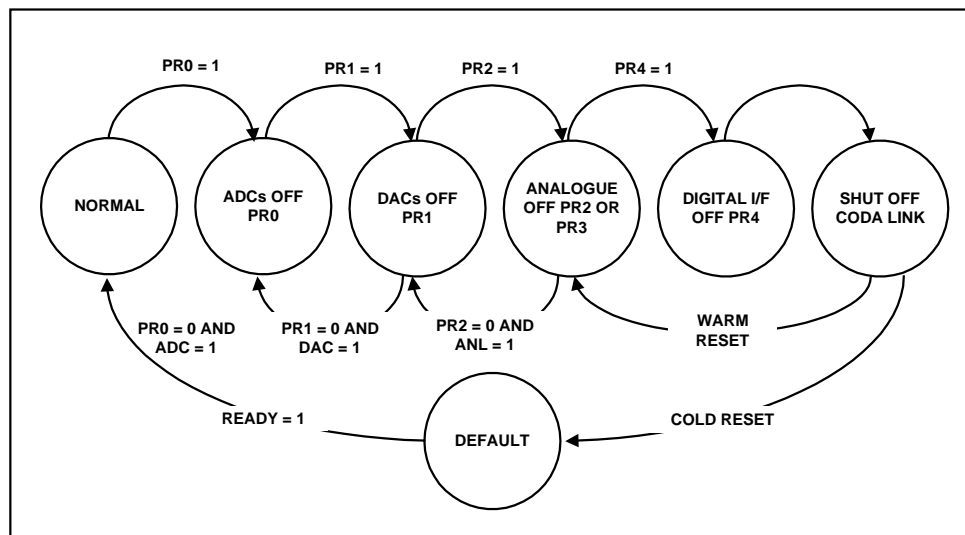 PR0 = 1
PR1 = 1
PR2 = 1
PR4 = 1
NORMAL
ADCs OFF
PR0
DACs OFF
PR1
ANALOGUE
OFF PR2 OR
PR3
DIGITAL I/F
OFF PR4
SHUT OFF
CODA LINK
PR0 = 0 AND
ADC = 1
PR1 = 0 AND
DAC = 1
PR2 = 0 AND
ANL = 1
WARM
RESET
READY = 1
DEFAULT
COLD RESET